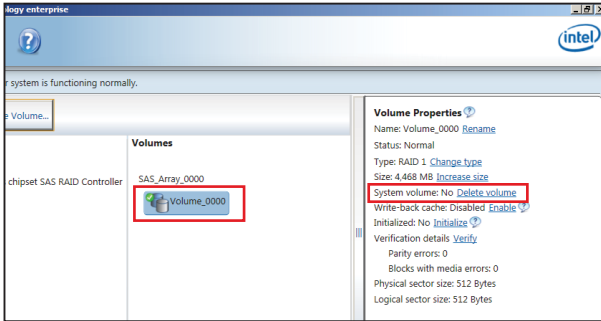 ology enterprise
intel
r system is functioning normally.
e Volume...
Volumes
chipset SAS RAID Controller
SAS_Array_0000
Volume_0000
Volume Properties
Name: Volume_0000 Rename
Status: Normal
Type: RAID 1 Change type
Size: 4,468 MB Increase size
System volume: No Delete volume
Write-back cache: Disabled Enable
Initialized: No Initialize
Verification details Verify
Parity errors: 0
Blocks with media errors: 0
Physical sector size: 512 Bytes
Logical sector size: 512 Bytes